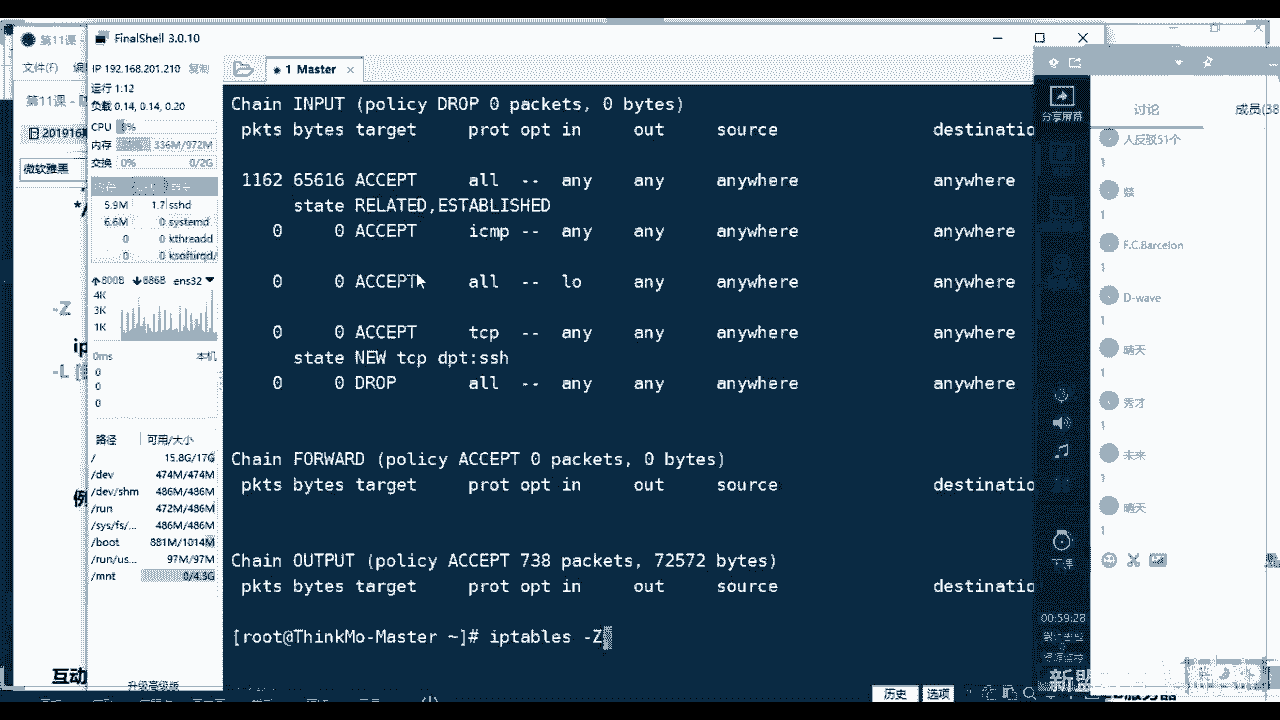 第11课
FinalShell 3.0.10
文件(F)
IP 192.168.201.210 复制
1 Master
运行 1:12
第11课 -
负载 0.14, 0.14, 0.20
CPU
内存 336M/972M
交换 0% 0/2G
微软雅黑
5.9M 1.7 sshd
6.6M 0 systemd
0 0 kthreadd
0 0 ksoftirqd/
8008 6868 ens32
4K
3K
1K
0ms 本机
0
0
0
路径 可用/大小
/ 15.8G/17G
/dev 474M/474M
/dev/shm 486M/486M
/run 472M/486M
/sys/fs/... 486M/486M
/boot 881M/1014M
/run/us... 97M/97M
/mnt 0/4.3G
升级高级版
-Z
ip
-L
例
互动
Chain INPUT (policy DROP 0 packets, 0 bytes)
pkts bytes target prot opt in out source destinatio
1162 65616 ACCEPT all -- any any anywhere anywhere
state RELATED,ESTABLISHED
0 0 ACCEPT icmp -- any any anywhere anywhere
0 0 ACCEPT all -- lo any anywhere anywhere
0 0 ACCEPT tcp -- any any anywhere anywhere
state NEW tcp dpt:ssh
0 0 DROP all -- any any anywhere anywhere
Chain FORWARD (policy ACCEPT 0 packets, 0 bytes)
pkts bytes target prot opt in out source destinatio
Chain OUTPUT (policy ACCEPT 738 packets, 72572 bytes)
pkts bytes target prot opt in out source destinatio
[root@ThinkMo-Master ~]# iptables -Z
历史 选项
分享屏幕
下课
00:59:28
讨论 成员(38
人反驳51个
1
1
F.C.Barcelon
1
D-wave
1
晴天
1
秀才
1
未来
1
晴天
1
新盟